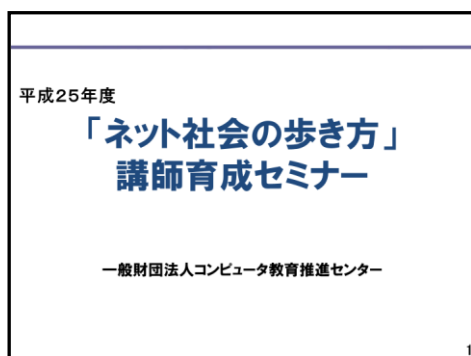 平成25年度
「ネット社会の歩き方」
講師育成セミナー
一般財団法人コンピュータ教育推進センター
1